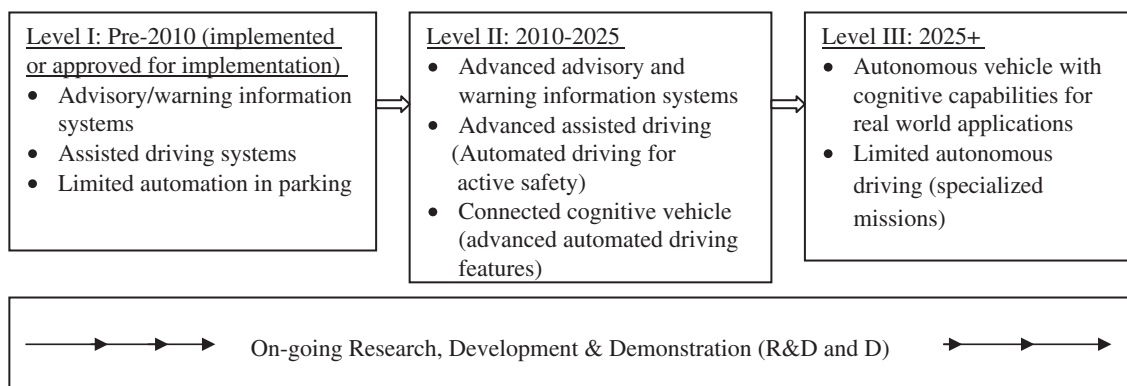 Level I: Pre-2010 (implemented
or approved for implementation)
• Advisory/warning information
systems
• Assisted driving systems
• Limited automation in parking
Level II: 2010-2025
• Advanced advisory and
warning information systems
• Advanced assisted driving
(Automated driving for
active safety)
• Connected cognitive vehicle
(advanced automated driving
features)
Level III: 2025+
• Autonomous vehicle with
cognitive capabilities for
real world applications
• Limited autonomous
driving (specialized
missions)
On-going Research, Development & Demonstration (R&D and D)